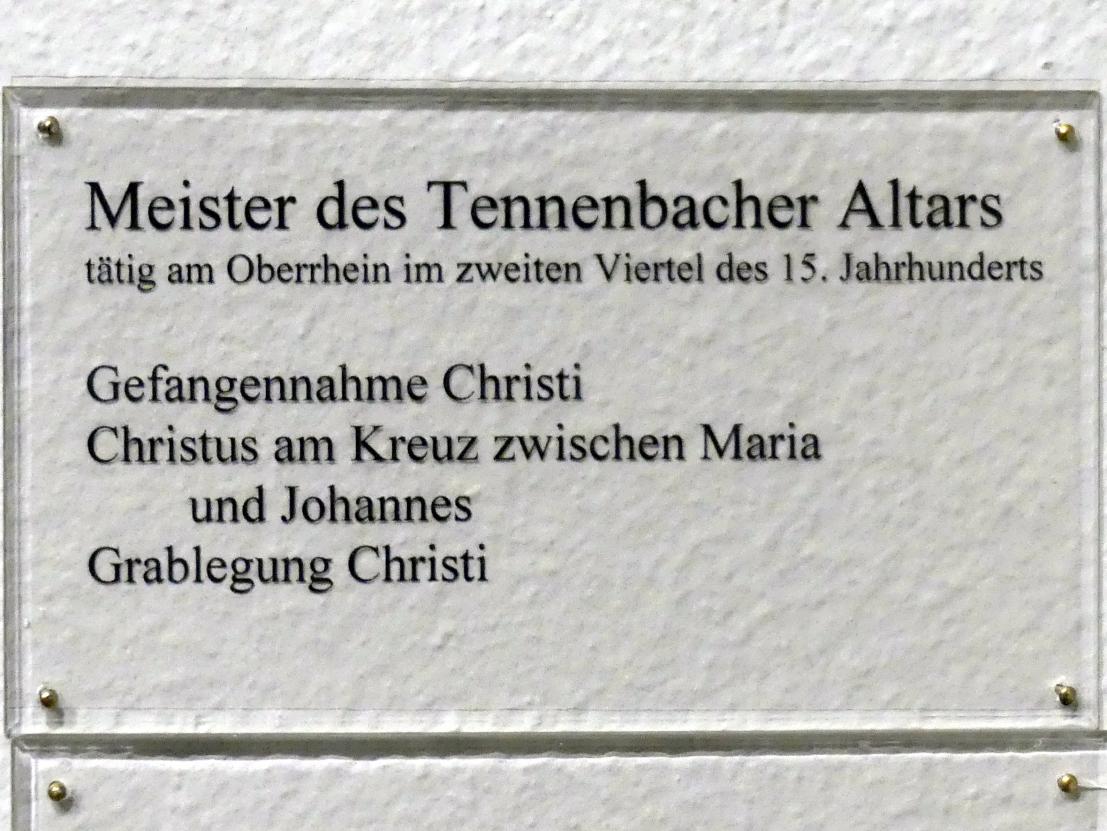 Meister des Tennenbacher Altars
tätig am Oberrhein im zweiten Viertel des 15. Jahrhunderts
Gefangennahme Christi
Christus am Kreuz zwischen Maria
und Johannes
Grablegung Christi